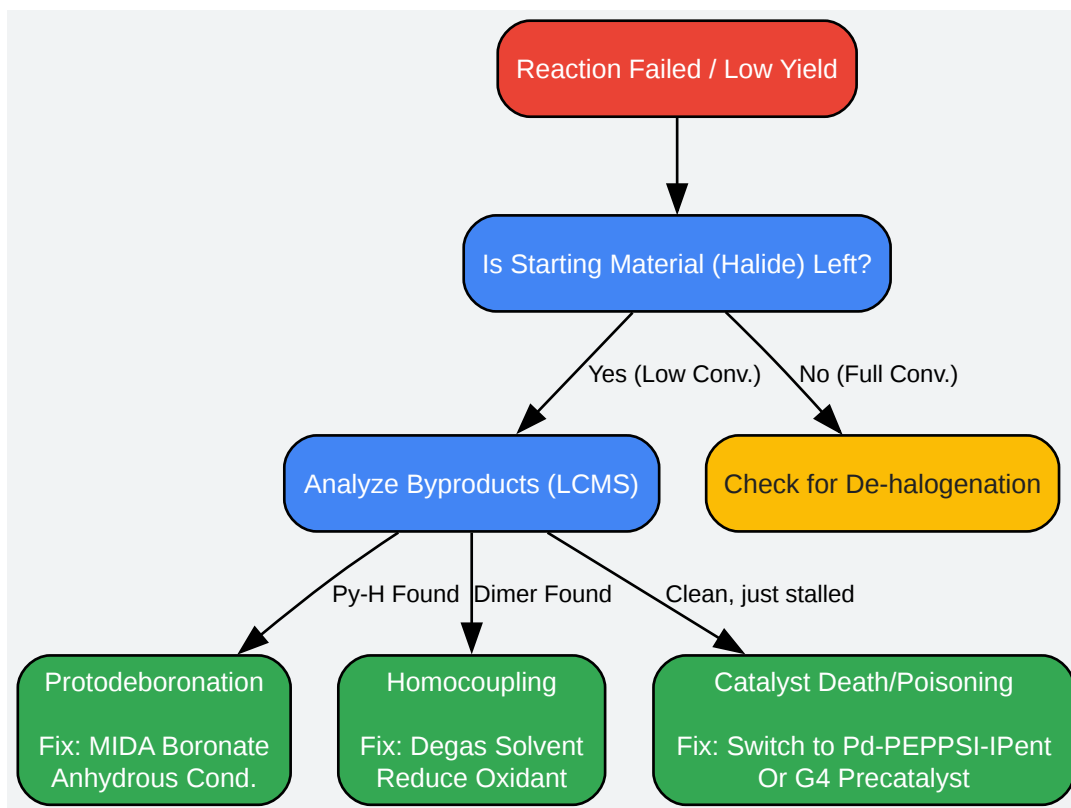 Reaction Failed / Low Yield
Is Starting Material (Halide) Left?
Yes (Low Conv.)
No (Full Conv.)
Analyze Byproducts (LCMS)
Check for De-halogenation
Py-H Found
Dimer Found
Clean, just stalled
Protodeboronation
Fix: MIDA Boronate
Anhydrous Cond.
Homocoupling
Fix: Degas Solvent
Reduce Oxidant
Catalyst Death/Poisoning
Fix: Switch to Pd-PEPPSI-IPent
Or G4 Precatalyst